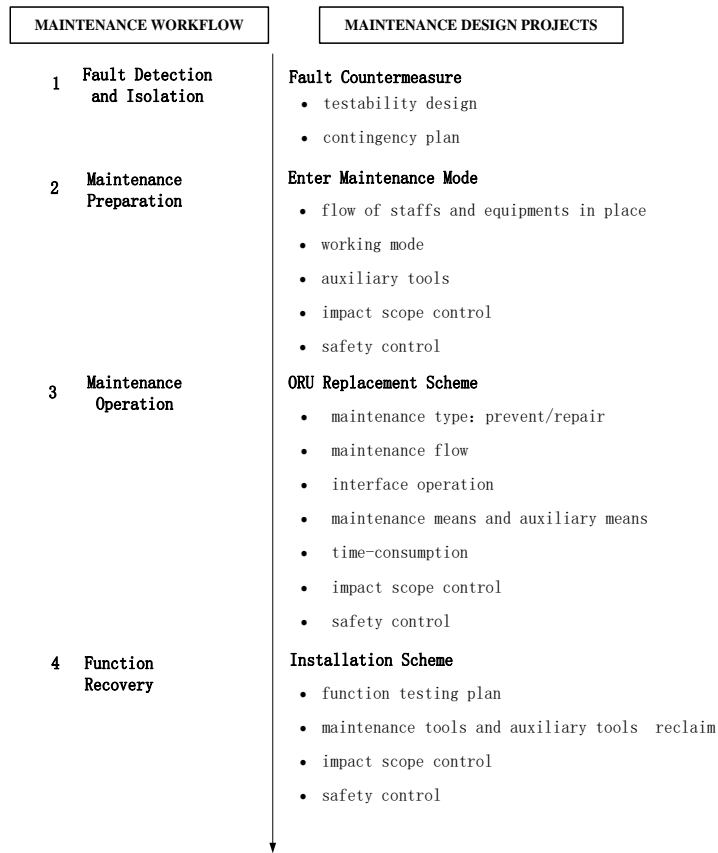 MAINTENANCE WORKFLOW
MAINTENANCE DESIGN PROJECTS
1
Fault Detection
and Isolation
Fault Countermeasure
• testability design
• contingency plan
2
Maintenance
Preparation
Enter Maintenance Mode
• flow of staffs and equipments in place
• working mode
• auxiliary tools
• impact scope control
• safety control
3
Maintenance
Operation
ORU Replacement Scheme
• maintenance type: prevent/repair
• maintenance flow
• interface operation
• maintenance means and auxiliary means
• time-consumption
• impact scope control
• safety control
4
Function
Recovery
Installation Scheme
• function testing plan
• maintenance tools and auxiliary tools reclaim
• impact scope control
• safety control